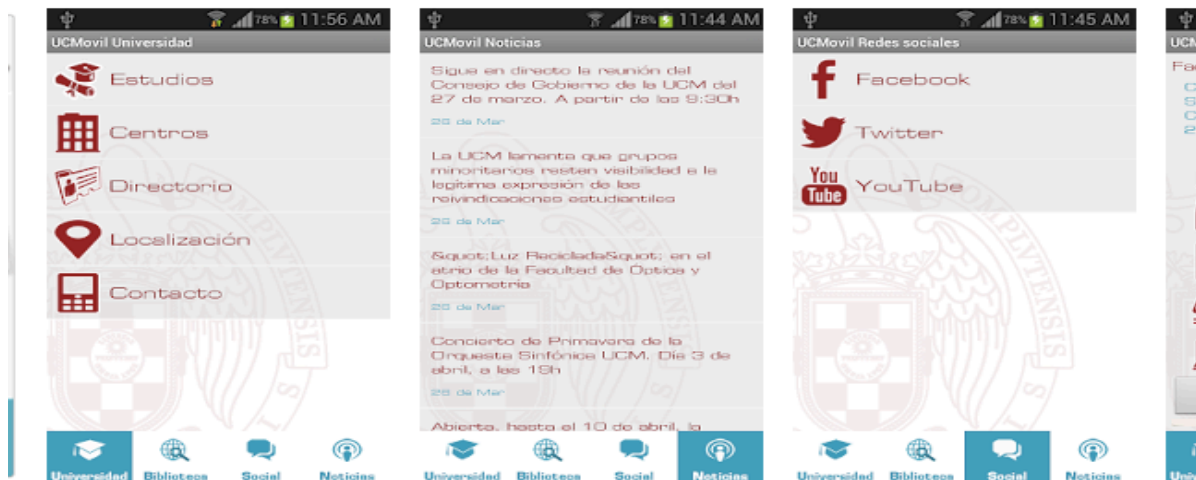 78% 11:56 AM
UCMovil Universidad
Estudios
Centros
Directorio
Localización
Contacto
Universidad Biblioteca Social Noticias
78% 11:44 AM
UCMovil Noticias
Sigue en directo la reunión del
Consejo de Gobierno de la UCM del
27 de marzo. A partir de las 9:30h
26 de Mar
La UCM lamenta que grupos
minoritarios resten visibilidad a la
legítima expresión de las
reivindicaciones estudiantiles
26 de Mar
&quot;Luz Reciclada&quot; en el
atrio de la Facultad de Óptica y
Optometría
26 de Mar
Concierto de Primavera de la
Orquesta Sinfónica UCM. Día 3 de
abril, a las 19h
26 de Mar
Abierta, hasta el 10 de abril, la
Universidad Biblioteca Social Noticias
78% 11:45 AM
UCMovil Redes sociales
Facebook
Twitter
You
Tube
YouTube
Universidad Biblioteca Social Noticias